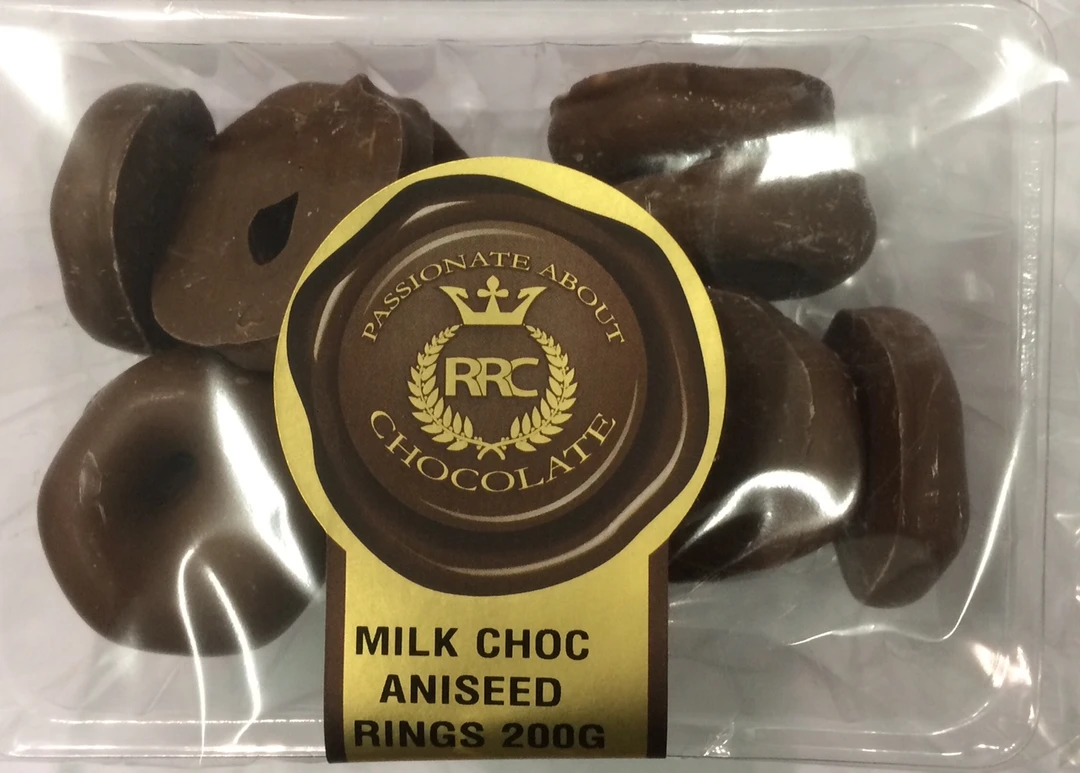 PASSIONATE ABOUT
RRC
CHOCOLATE
MILK CHOC
ANISEED
RINGS 200G